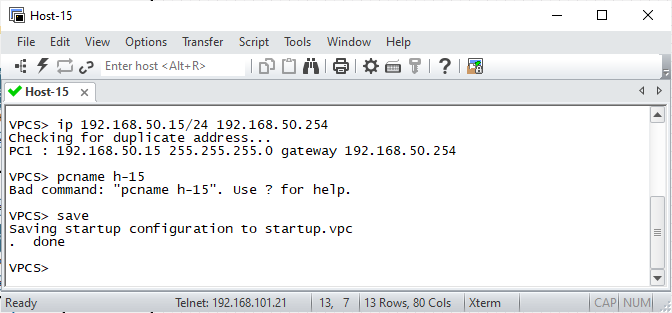 Host-15
File Edit View Options Transfer Script Tools Window Help
Enter host <Alt+R>
Host-15
VPCS> ip 192.168.50.15/24 192.168.50.254
Checking for duplicate address...
PC1 : 192.168.50.15 255.255.255.0 gateway 192.168.50.254
VPCS> pcname h-15
Bad command: "pcname h-15". Use ? for help.
VPCS> save
Saving startup configuration to startup.vpc
.  done
VPCS>
Ready Telnet: 192.168.101.21 13, 7 13 Rows, 80 Cols Xterm CAP NUM